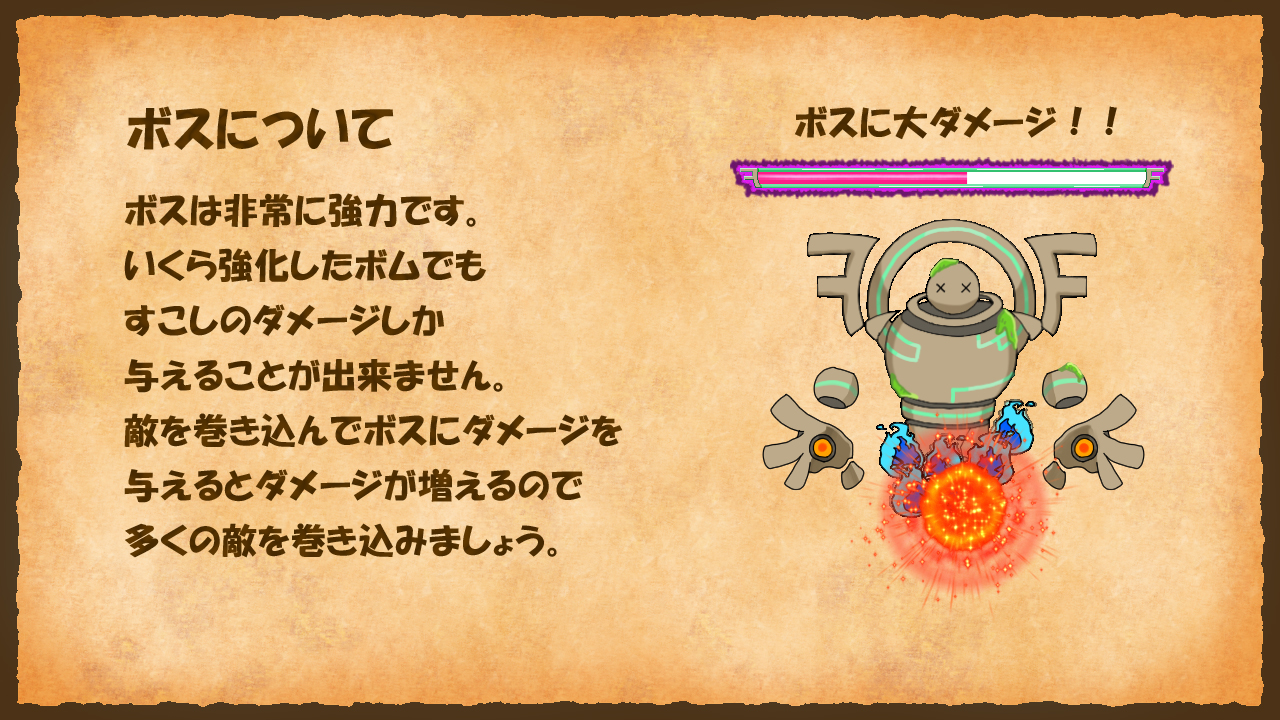 ボスについて
ボスは非常に強力です。
いくら強化したボムでも
すこしのダメージしか
与えることが出来ません。
敵を巻き込んでボスにダメージを
与えるとダメージが増えるので
多くの敵を巻き込みましょう。
ボスに大ダメージ！！